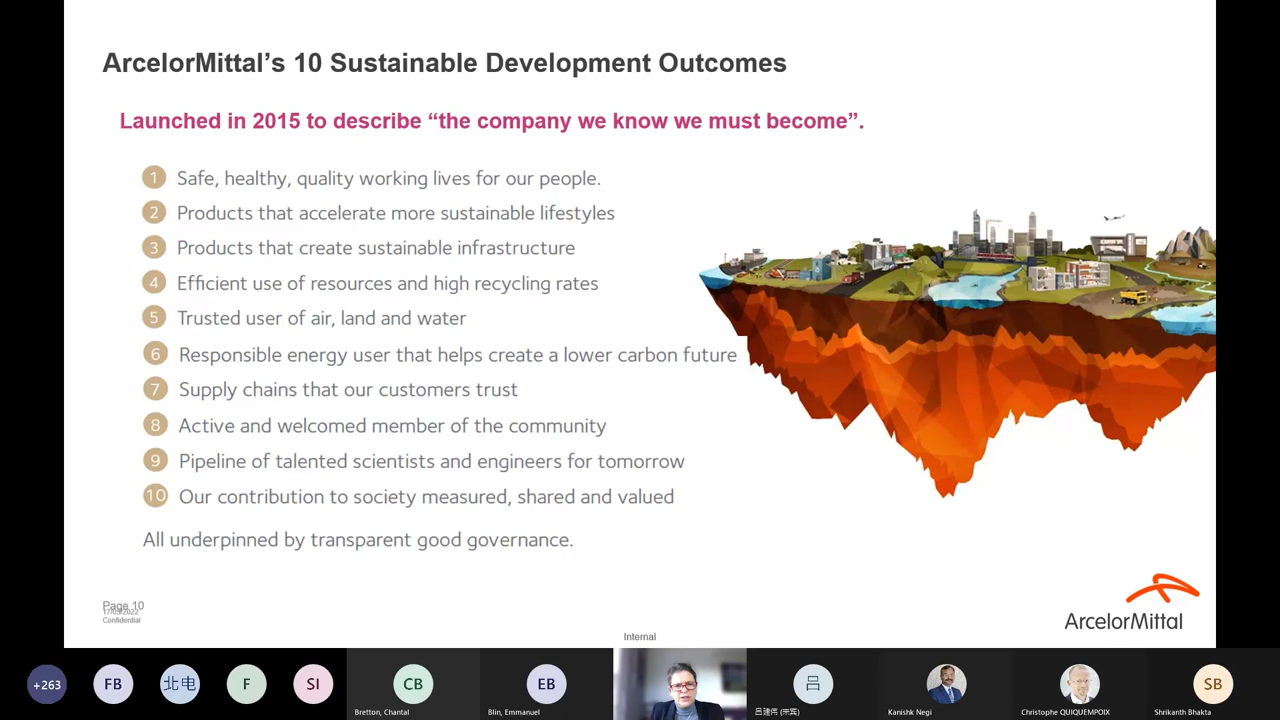 ArcelorMittal’s 10 Sustainable Development Outcomes
Launched in 2015 to describe “the company we know we must become”.
1 Safe, healthy, quality working lives for our people.
2 Products that accelerate more sustainable lifestyles
3 Products that create sustainable infrastructure
4 Efficient use of resources and high recycling rates
5 Trusted user of air, land and water
6 Responsible energy user that helps create a lower carbon future
7 Supply chains that our customers trust
8 Active and welcomed member of the community
9 Pipeline of talented scientists and engineers for tomorrow
10 Our contribution to society measured, shared and valued
All underpinned by transparent good governance.
Page 10
Confidential
ArcelorMittal
Internal
+263
FB
北电
F
SI
CB
EB
吕
SB
Bretton, Chantal
Blin, Emmanuel
Kanishk Negi
Christophe QUIQUEMPOIX
Shrikanth Bhakta